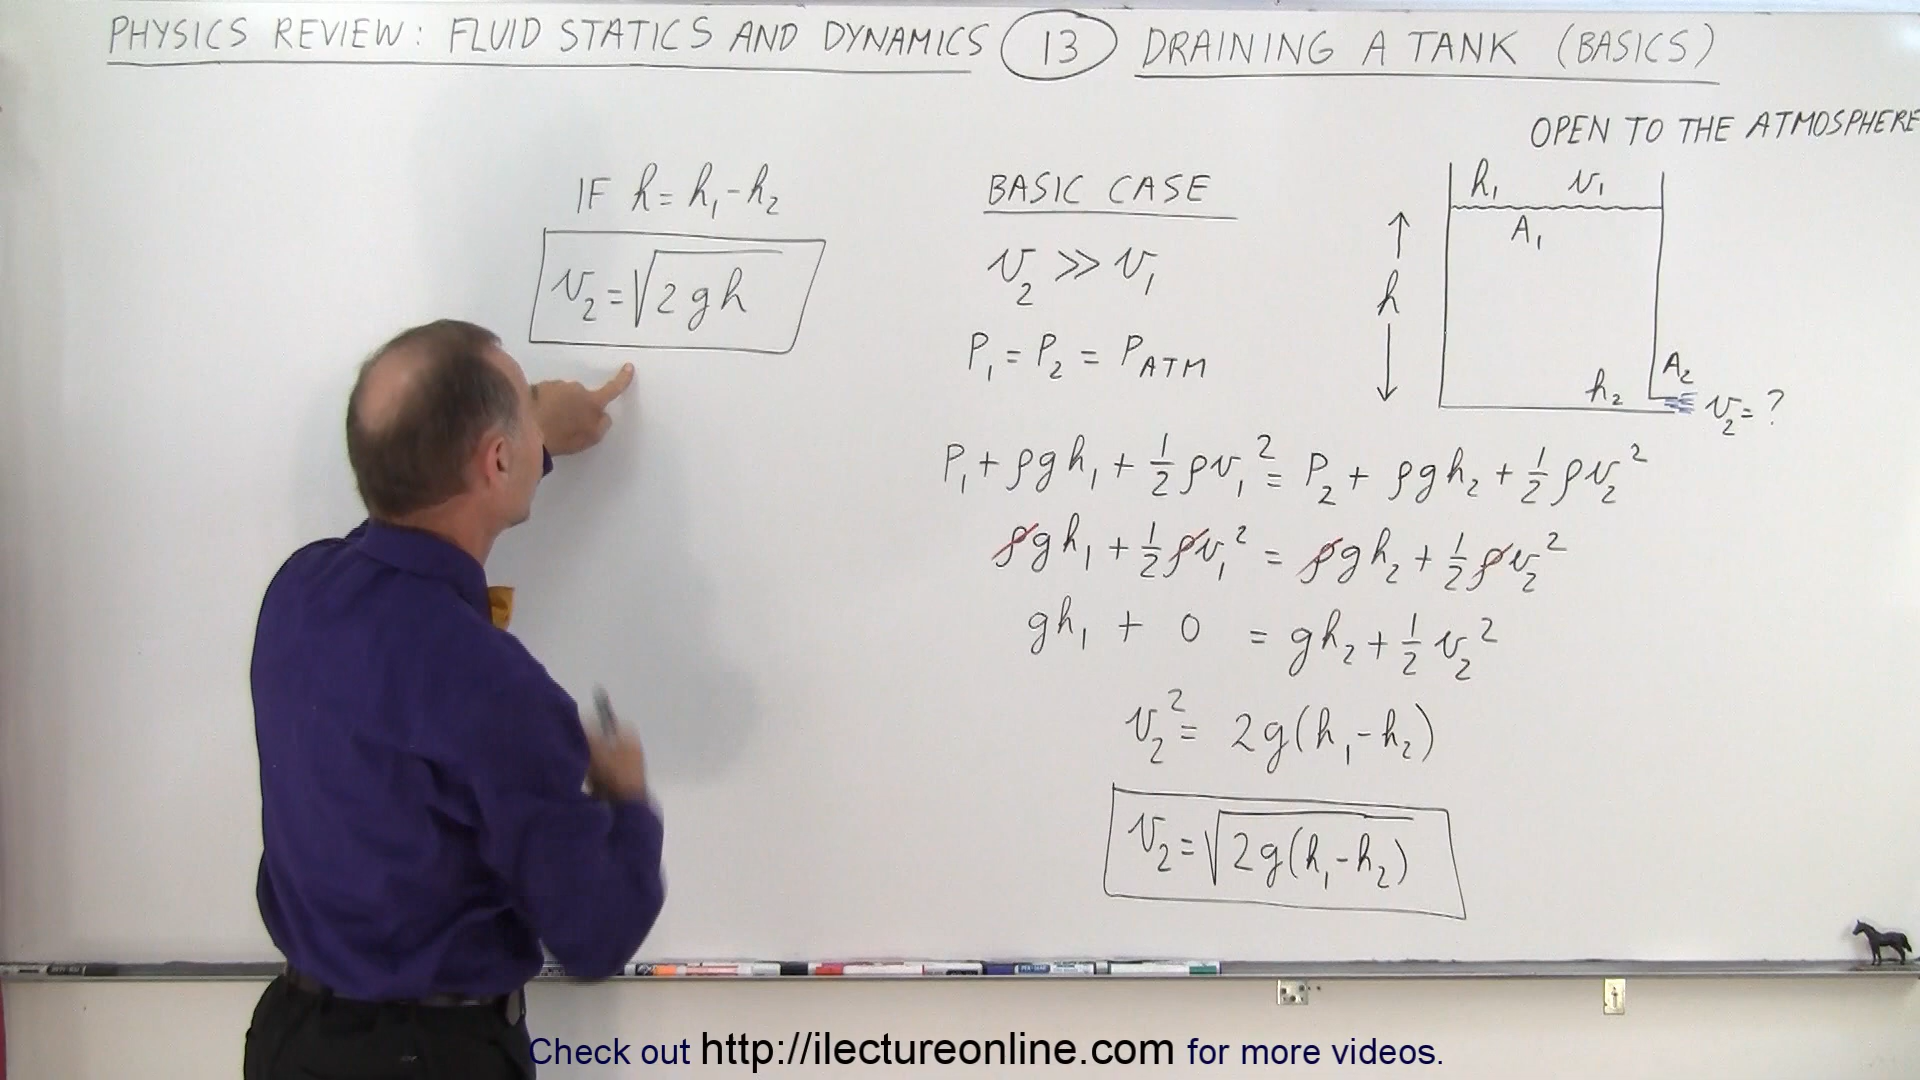 PHYSICS REVIEW: FLUID STATICS AND DYNAMICS 13 DRAINING A TANK (BASICS)
IF h = h₁ - h₂
v₂ = √2gh
BASIC CASE
v₂ >> v₁
P₁ = P₂ = P_ATM
OPEN TO THE ATMOSPHERE
h₁ v₁
A₁
h
A₂
h₂ v₂ = ?
P₁ + ρgh₁ + ½ρv₁² = P₂ + ρgh₂ + ½ρv₂²
ρgh₁ + ½ρv₁² = ρgh₂ + ½ρv₂²
gh₁ + 0 = gh₂ + ½v₂²
v₂² = 2g(h₁ - h₂)
v₂ = √2g(h₁ - h₂)
Check out http://ilectureonline.com for more videos.